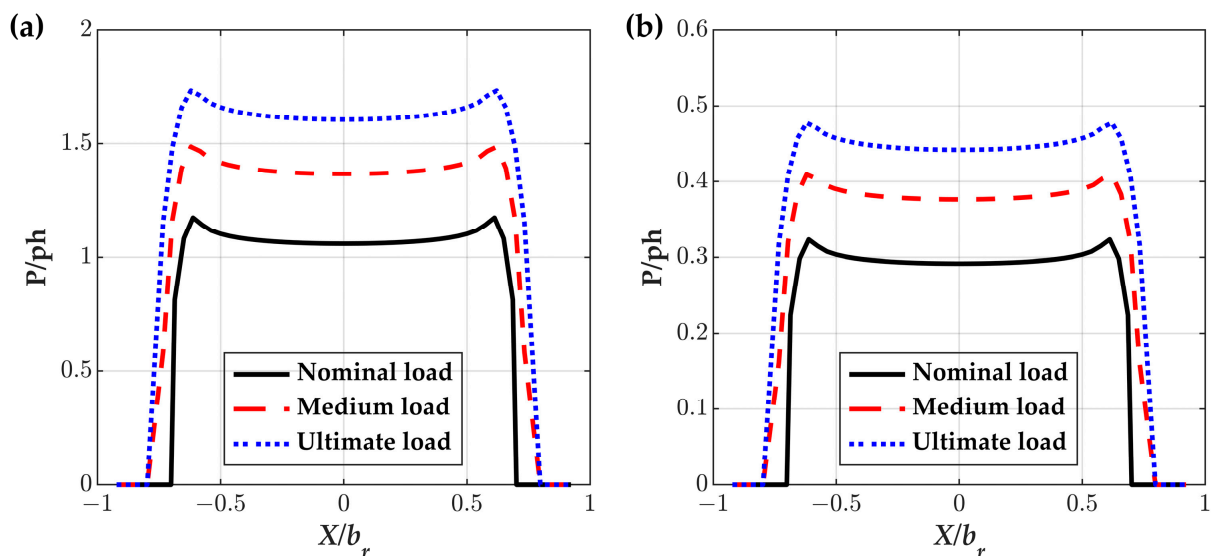 (a)
P/ph
2
1.5
1
0.5
0
−1
−0.5
0
0.5
1
X/b_r
Nominal load
Medium load
Ultimate load
(b)
P/ph
0.6
0.5
0.4
0.3
0.2
0.1
0
−1
−0.5
0
0.5
1
X/b_r
Nominal load
Medium load
Ultimate load